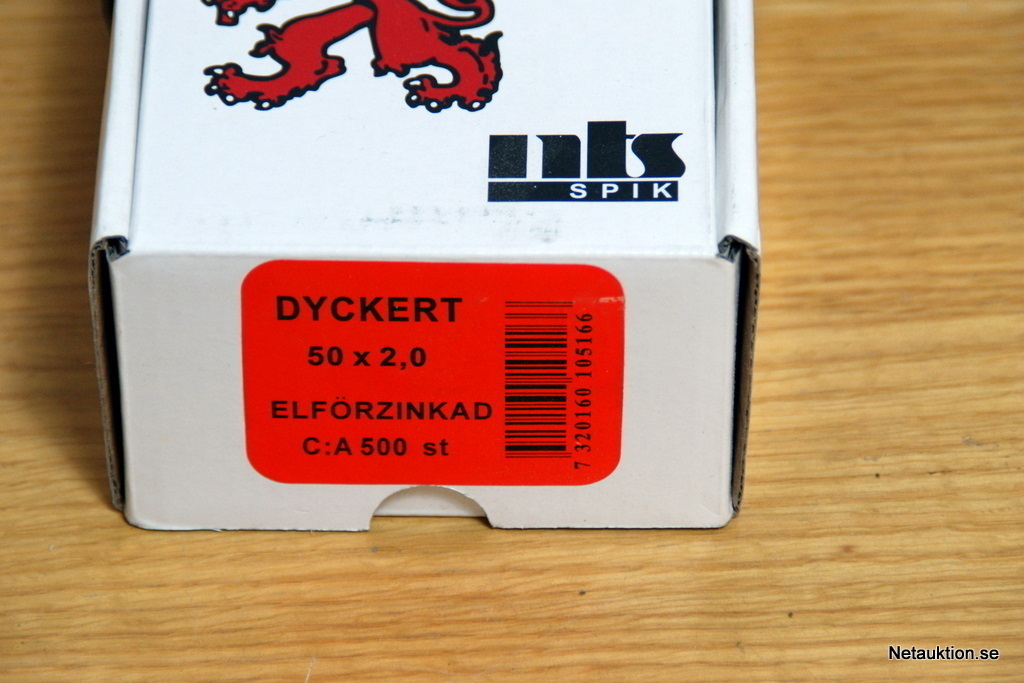 nts
SPIK
DYCKERT
50 x 2,0
ELFÖRZINKAD
C:A 500 st
7 320160 105166
Netauktion.se